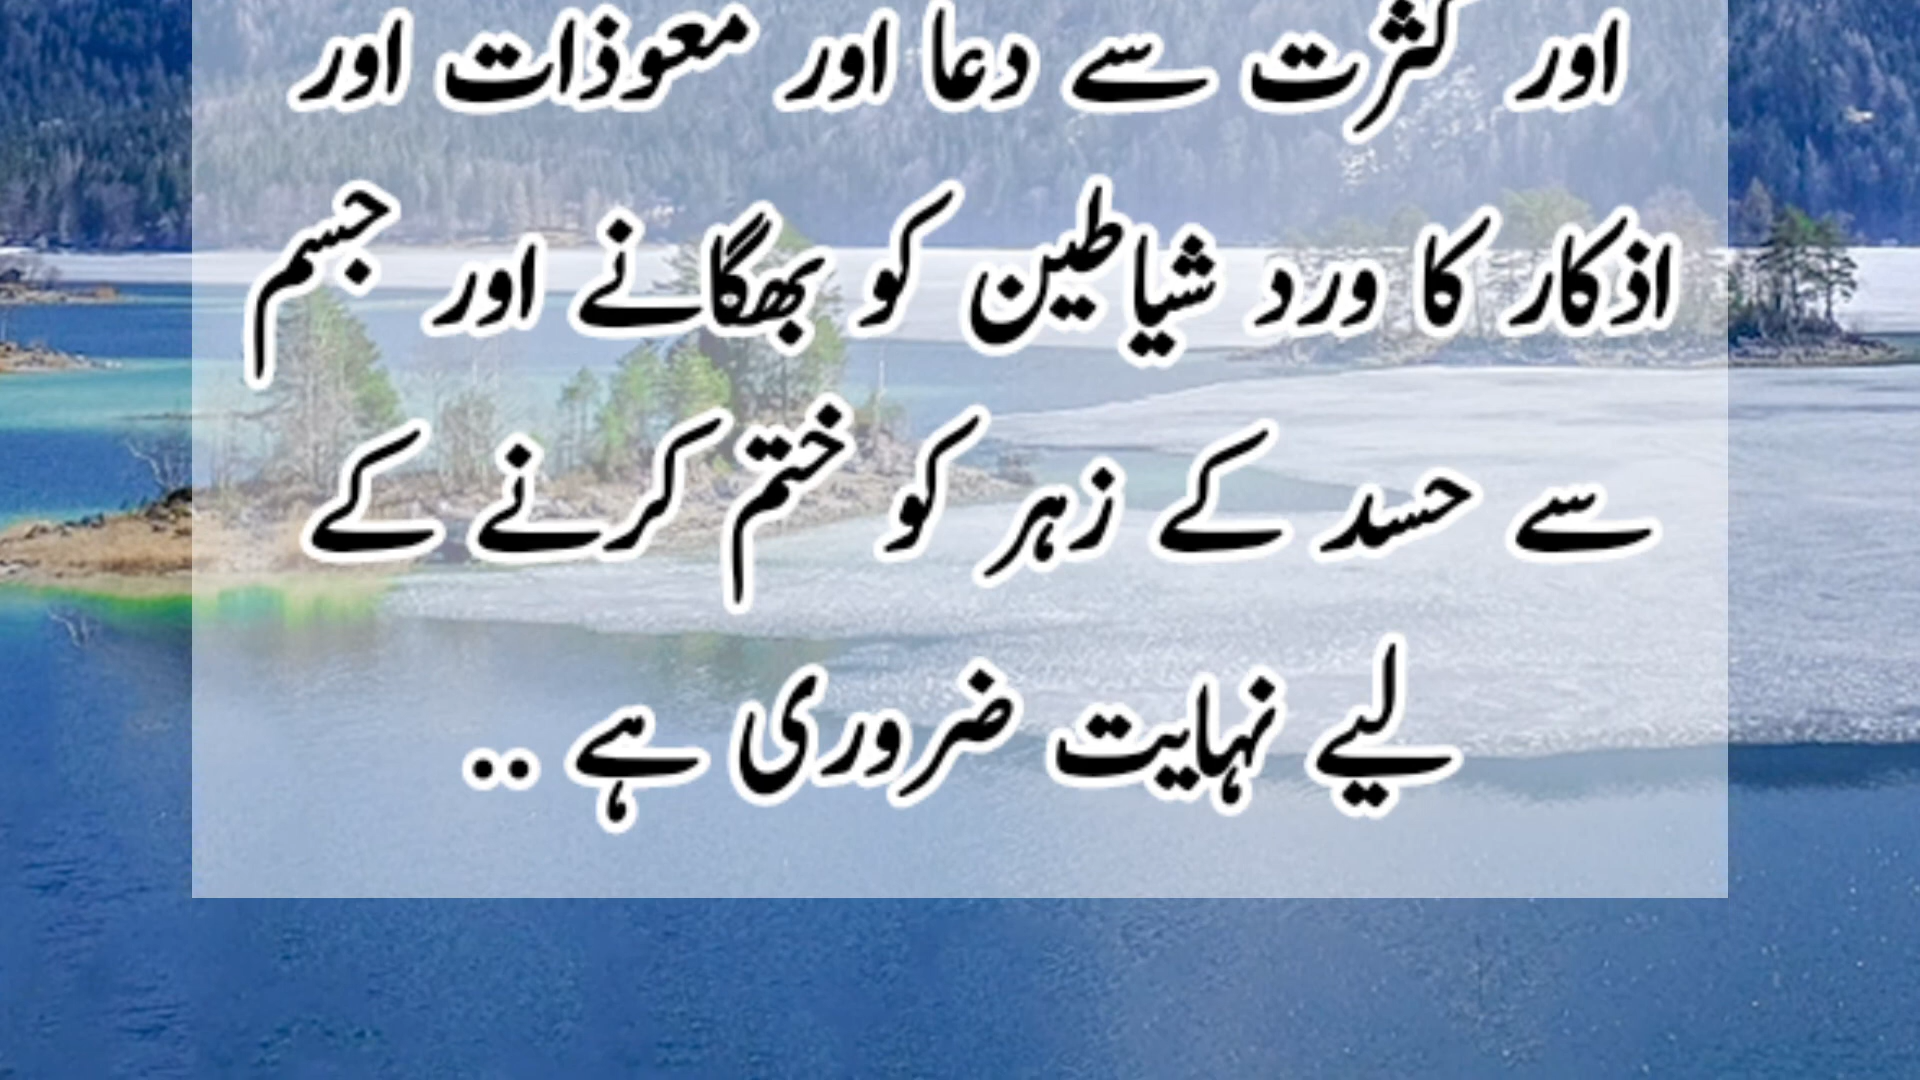 اور کثرت سے دعا اور معوذات اور
اذکار کا ورد شیاطین کو بھگانے اور جسم
سے حسد کے زہر کو ختم کرنے کے
لیے نہایت ضروری ہے ..